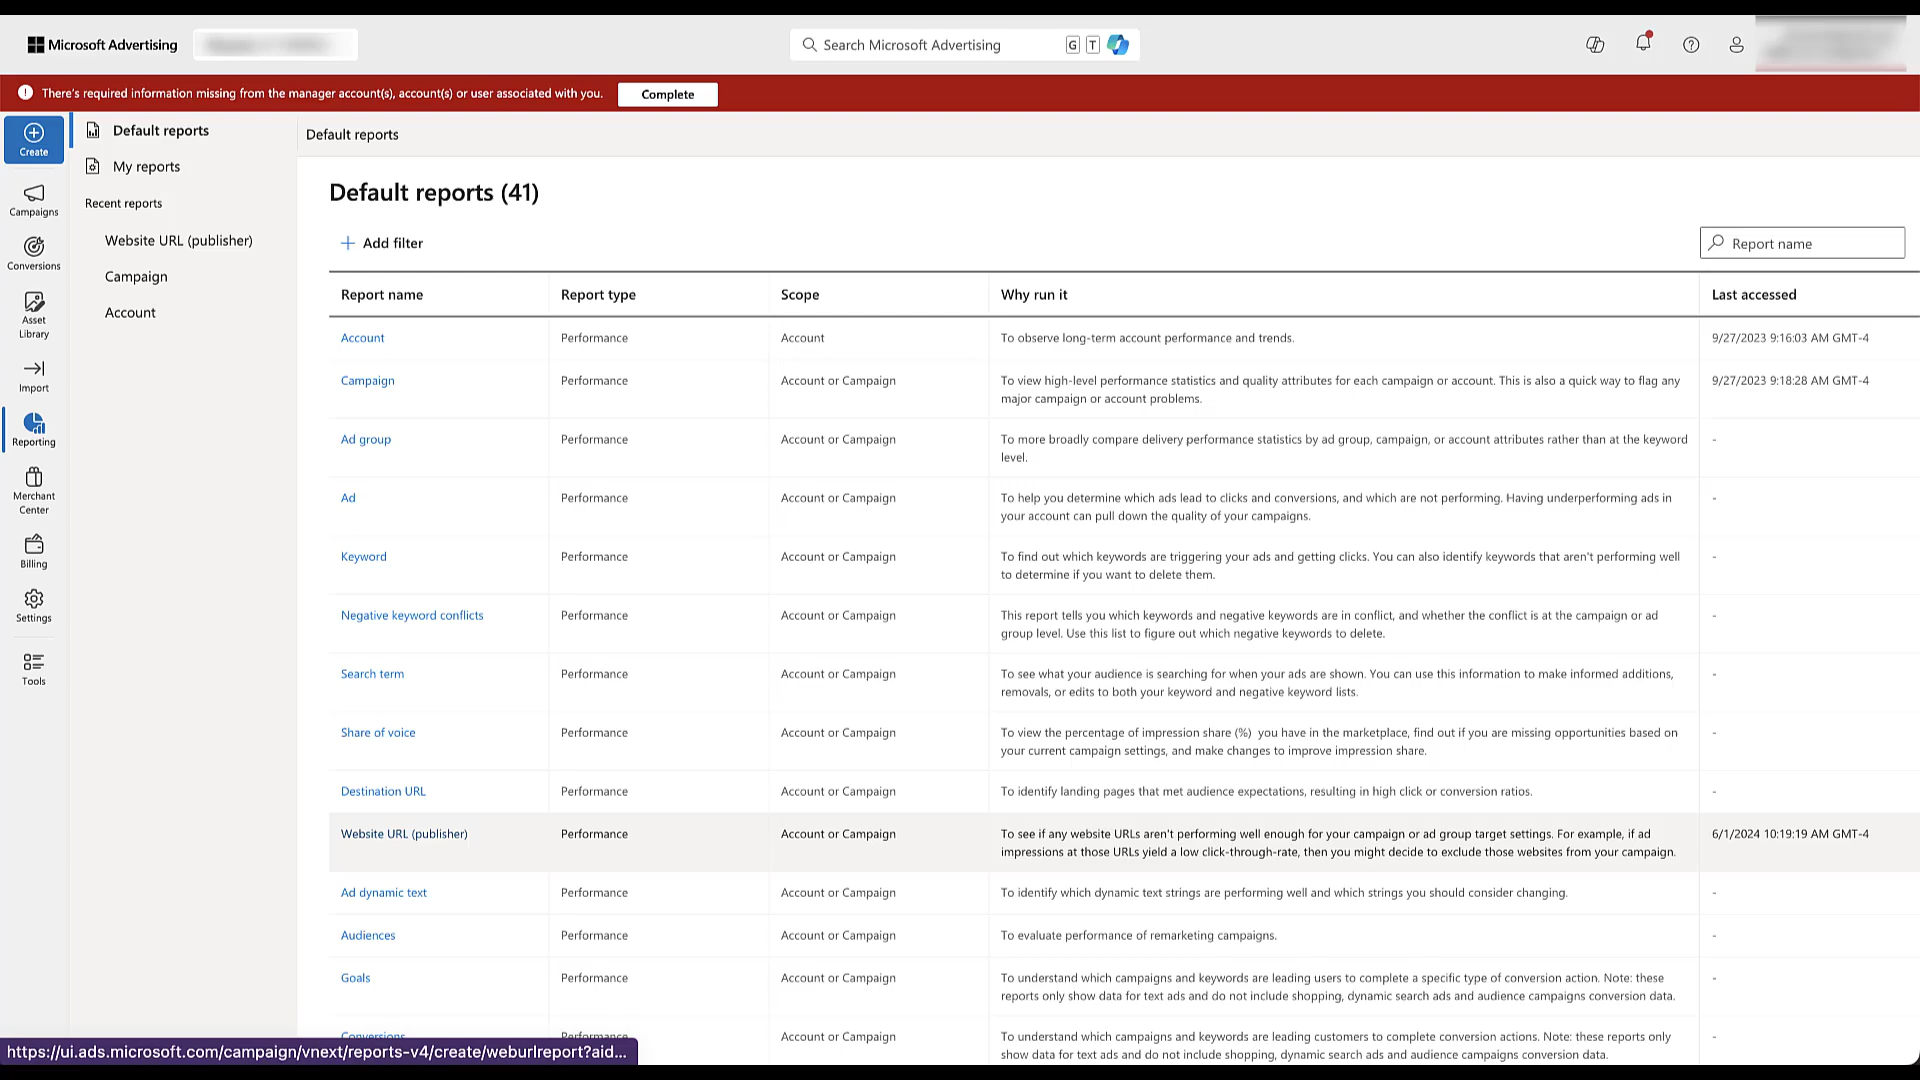 Microsoft Advertising
Search Microsoft Advertising
G T
There's required information missing from the manager account(s), account(s) or user associated with you.
Complete
Create
Campaigns
Conversions
Asset
Library
Import
Reporting
Merchant
Center
Billing
Settings
Tools
Default reports
My reports
Recent reports
Website URL (publisher)
Campaign
Account
Default reports
Default reports (41)
Add filter
Report name
Report name Report type Scope Why run it Last accessed
Account Performance Account To observe long-term account performance and trends. 9/27/2023 9:16:03 AM GMT-4
Campaign Performance Account or Campaign To view high-level performance statistics and quality attributes for each campaign or account. This is also a quick way to flag any 9/27/2023 9:18:28 AM GMT-4
major campaign or account problems.
Ad group Performance Account or Campaign To more broadly compare delivery performance statistics by ad group, campaign, or account attributes rather than at the keyword -
level.
Ad Performance Account or Campaign To help you determine which ads lead to clicks and conversions, and which are not performing. Having underperforming ads in -
your account can pull down the quality of your campaigns.
Keyword Performance Account or Campaign To find out which keywords are triggering your ads and getting clicks. You can also identify keywords that aren't performing well -
to determine if you want to delete them.
Negative keyword conflicts Performance Account or Campaign This report tells you which keywords and negative keywords are in conflict, and whether the conflict is at the campaign or ad -
group level. Use this list to figure out which negative keywords to delete.
Search term Performance Account or Campaign To see what your audience is searching for when your ads are shown. You can use this information to make informed additions, -
removals, or edits to both your keyword and negative keyword lists.
Share of voice Performance Account or Campaign To view the percentage of impression share (%) you have in the marketplace, find out if you are missing opportunities based on -
your current campaign settings, and make changes to improve impression share.
Destination URL Performance Account or Campaign To identify landing pages that met audience expectations, resulting in high click or conversion ratios. -
Website URL (publisher) Performance Account or Campaign To see if any website URLs aren't performing well enough for your campaign or ad group target settings. For example, if ad 6/1/2024 10:19:19 AM GMT-4
impressions at those URLs yield a low click-through-rate, then you might decide to exclude those websites from your campaign.
Ad dynamic text Performance Account or Campaign To identify which dynamic text strings are performing well and which strings you should consider changing. -
Audiences Performance Account or Campaign To evaluate performance of remarketing campaigns. -
Goals Performance Account or Campaign To understand which campaigns and keywords are leading users to complete a specific type of conversion action. Note: these -
reports only show data for text ads and do not include shopping, dynamic search ads and audience campaigns conversion data.
Conversions Performance Account or Campaign To understand which campaigns and keywords are leading customers to complete conversion actions. Note: these reports only -
show data for text ads and do not include shopping, dynamic search ads and audience campaigns conversion data.
https://ui.ads.microsoft.com/campaign/vnext/reports-v4/create/weburlreport?aid...